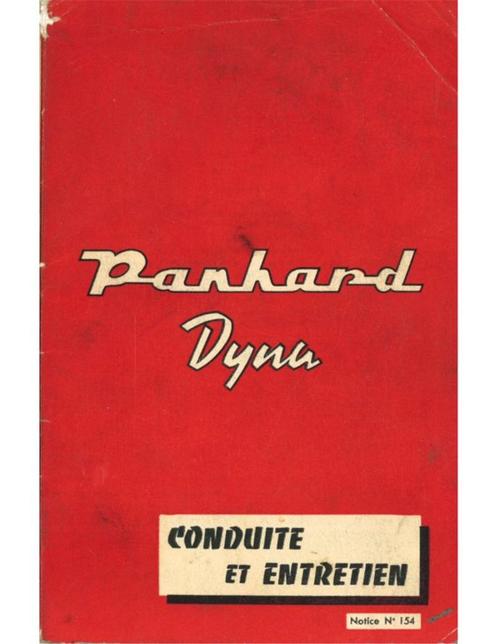 Panhard
Dyna
CONDUITE
ET ENTRETIEN
Notice N° 154